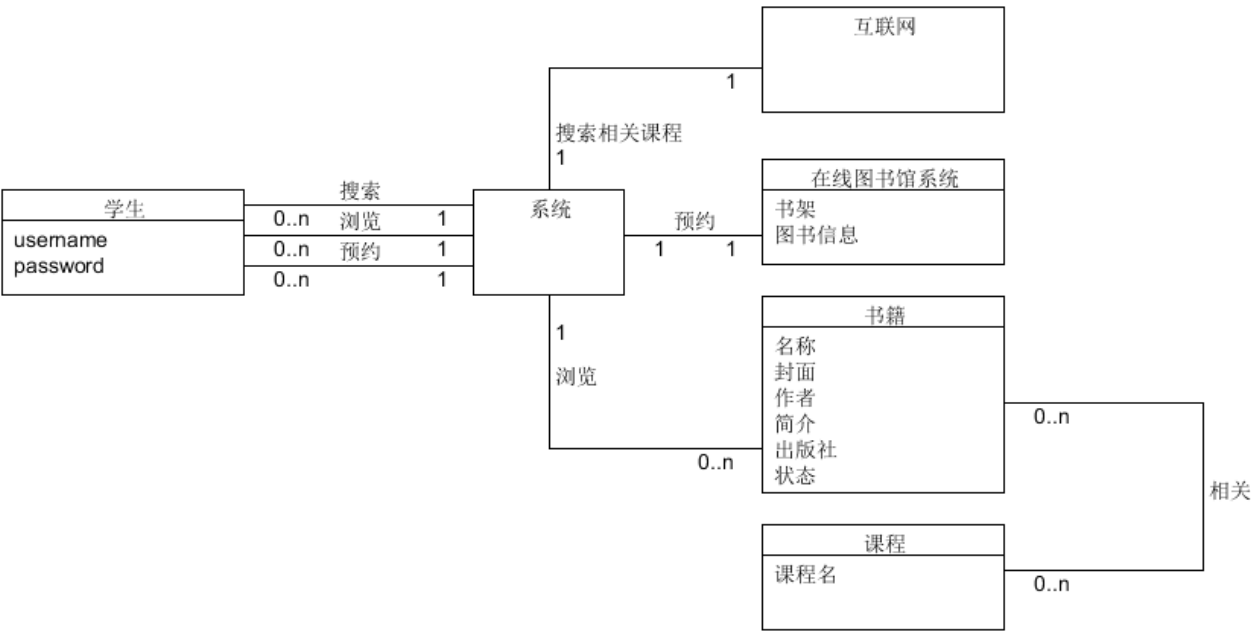 互联网
1
搜索相关课程
1
在线图书馆系统
书架
图书信息
学生
username
password
搜索
0..n
1
浏览
0..n
1
预约
0..n
1
系统
预约
1
1
1
浏览
0..n
书籍
名称
封面
作者
简介
出版社
状态
0..n
相关
课程
课程名
0..n